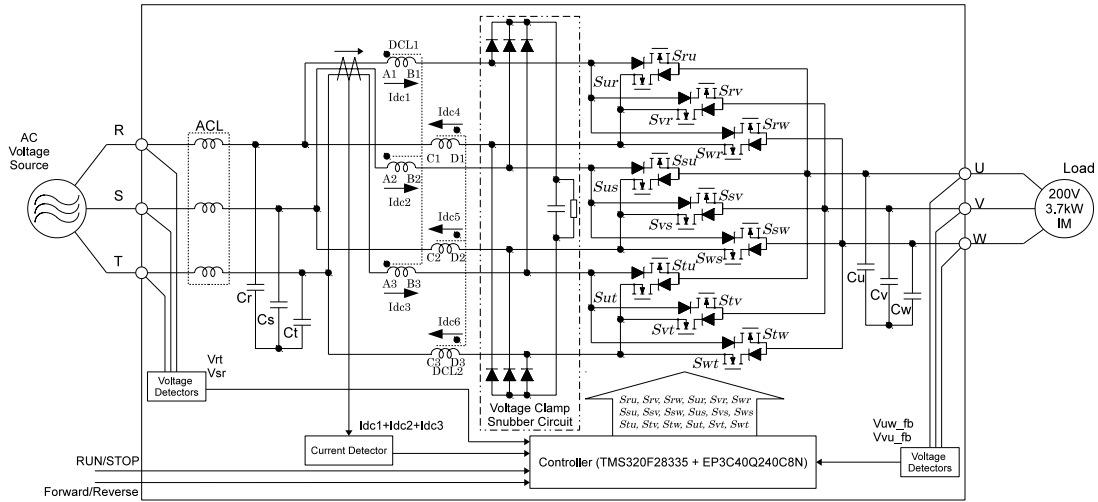 AC
Voltage
Source
R
S
T
ACL
Cr
Cs
Ct
DCL1
A1 B1
Idc1
Idc4
C1 D1
A2 B2
Idc2
Idc5
C2 D2
A3 B3
Idc3
Idc6
C3 D3
DCL2
Voltage Clamp
Snubber Circuit
Sru
Sur
Srv
Svr
Srw
Swr
Ssu
Sus
Ssv
Svs
Ssw
Sws
Stu
Sut
Stv
Svt
Stw
Swt
U
V
W
Load
200V
3.7kW
IM
Cu
Cv
Cw
Vrt
Vsr
Voltage
Detectors
Idc1+Idc2+Idc3
Current Detector
Sru, Srv, Srw, Sur, Svr, Swr
Ssu, Ssv, Ssw, Sus, Svs, Sws
Stu, Stv, Stw, Sut, Svt, Swt
Controller (TMS320F28335 + EP3C40Q240C8N)
Vuw_fb
Vvu_fb
Voltage
Detectors
RUN/STOP
Forward/Reverse